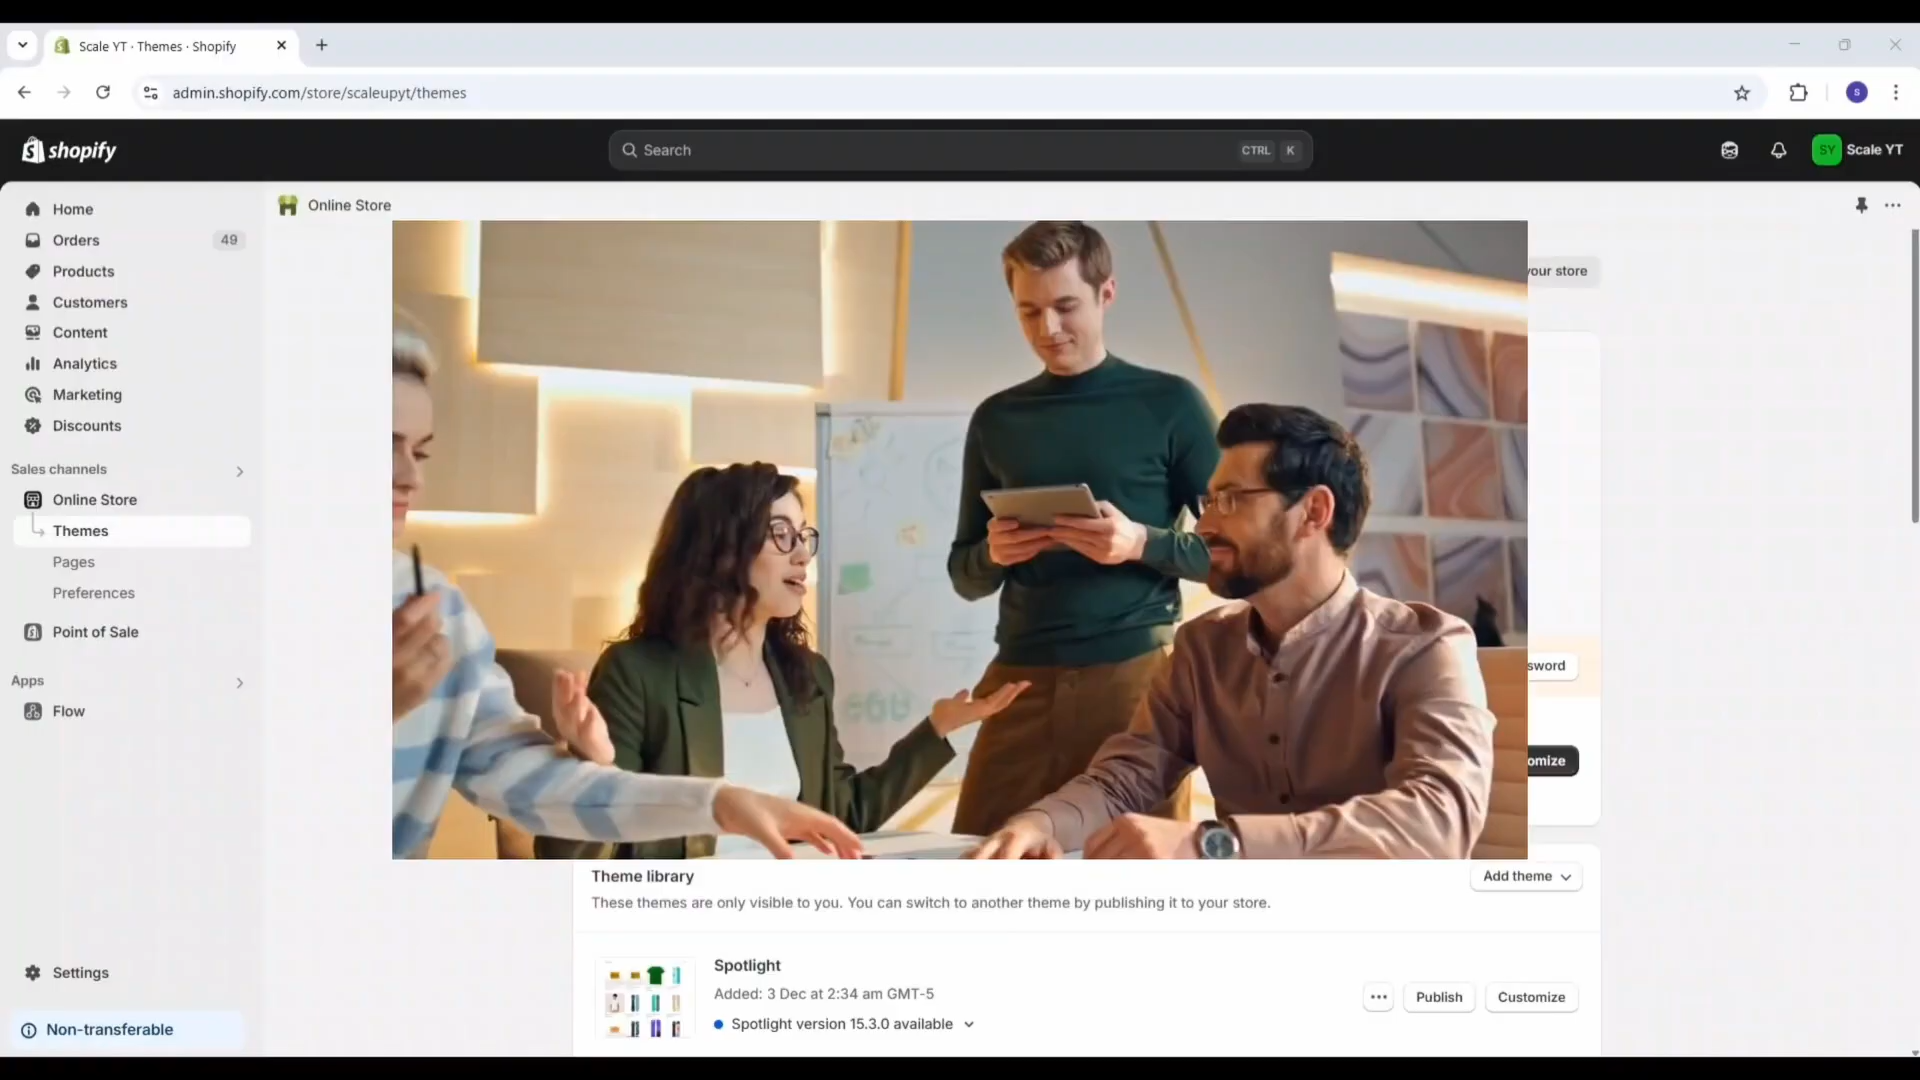 Scale YT · Themes · Shopify
admin.shopify.com/store/scaleupyt/themes
shopify
Search
CTRL K
SY Scale YT
Home
Orders 49
Products
Customers
Content
Analytics
Marketing
Discounts
Sales channels
Online Store
Themes
Pages
Preferences
Point of Sale
Apps
Flow
Settings
Non-transferable
Online Store
your store
sword
omize
Theme library
Add theme
These themes are only visible to you. You can switch to another theme by publishing it to your store.
Spotlight
Added: 3 Dec at 2:34 am GMT-5
Spotlight version 15.3.0 available
Publish
Customize